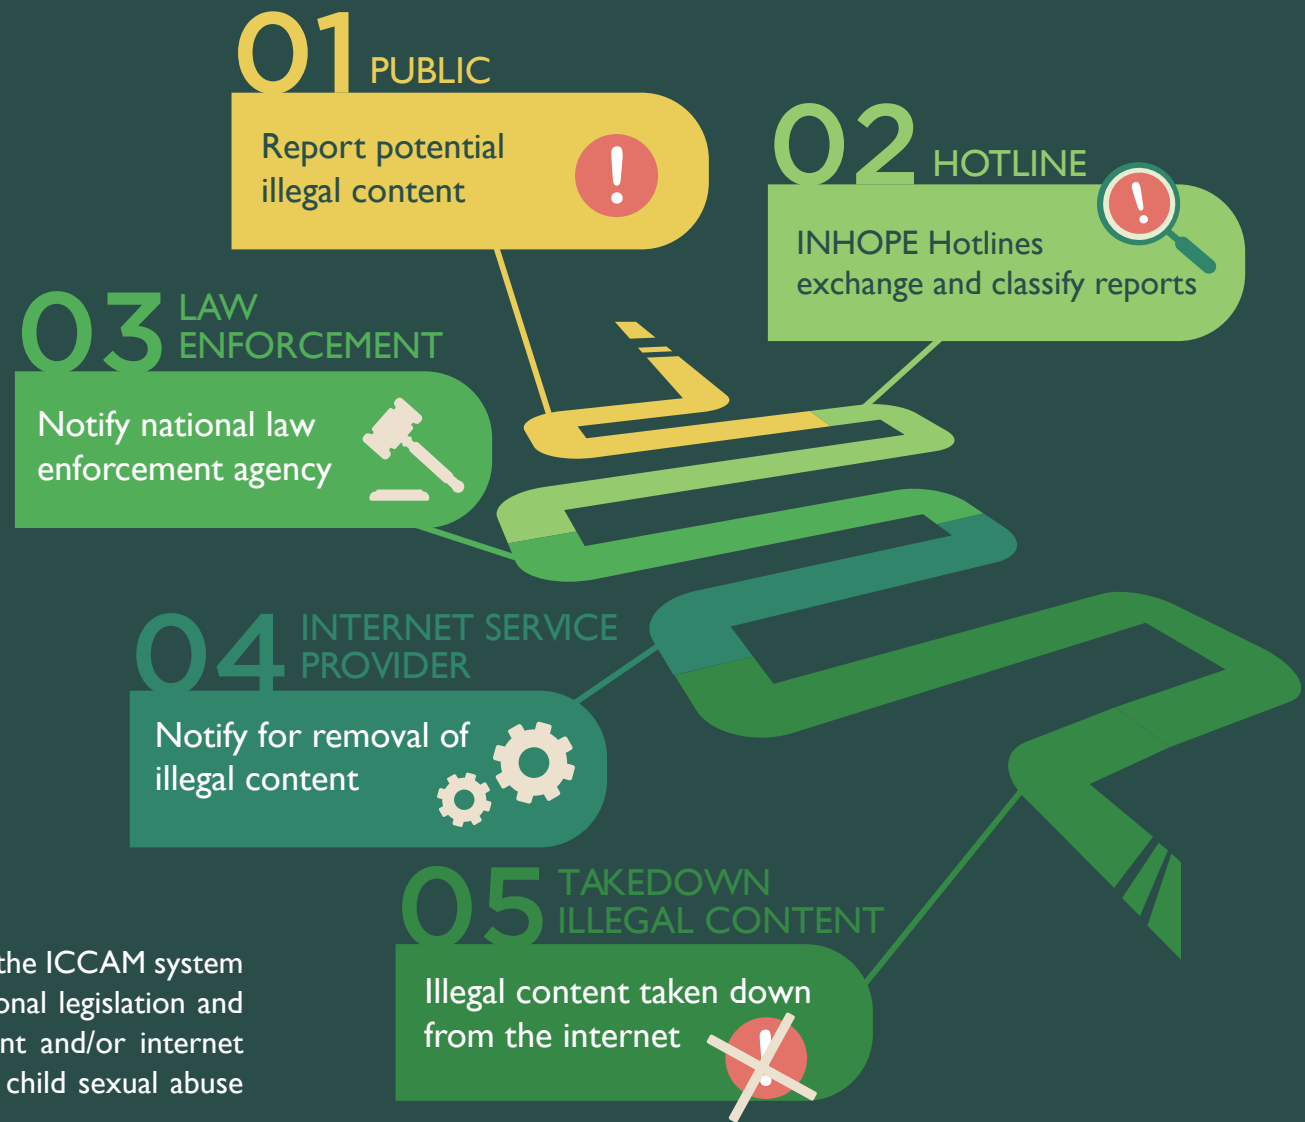 01 PUBLIC
Report potential
illegal content
02 HOTLINE
INHOPE Hotlines
exchange and classify reports
03 LAW
ENFORCEMENT
Notify national law
enforcement agency
04 INTERNET SERVICE
PROVIDER
Notify for removal of
illegal content
05 TAKEDOWN
ILLEGAL CONTENT
Illegal content taken down
from the internet
the ICCAM system
legislation and
and/or internet
child sexual abuse